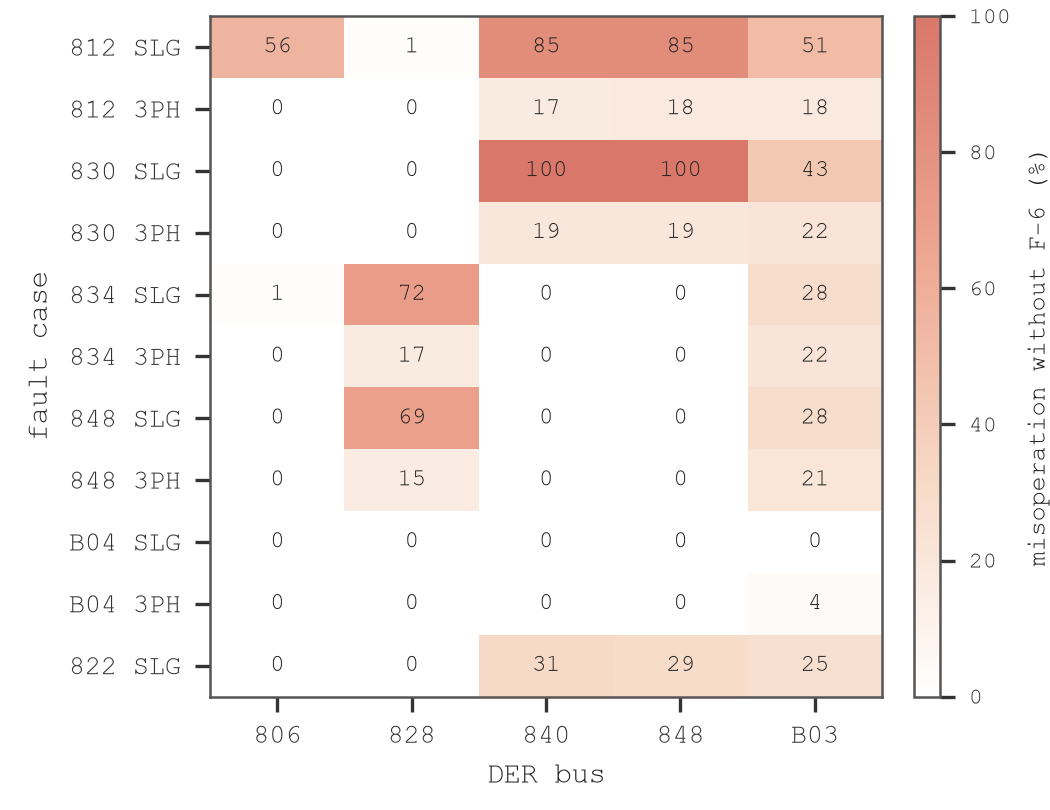 812 SLG 56 1 85 85 51
812 3PH 0 0 17 18 18
830 SLG 0 0 100 100 43
830 3PH 0 0 19 19 22
834 SLG 1 72 0 0 28
834 3PH 0 17 0 0 22
848 SLG 0 69 0 0 28
848 3PH 0 15 0 0 21
B04 SLG 0 0 0 0 0
B04 3PH 0 0 0 0 4
822 SLG 0 0 31 29 25
806 828 840 848 B03
DER bus
fault case
100
80
60
40
20
0
misoperation without F-6 (%)